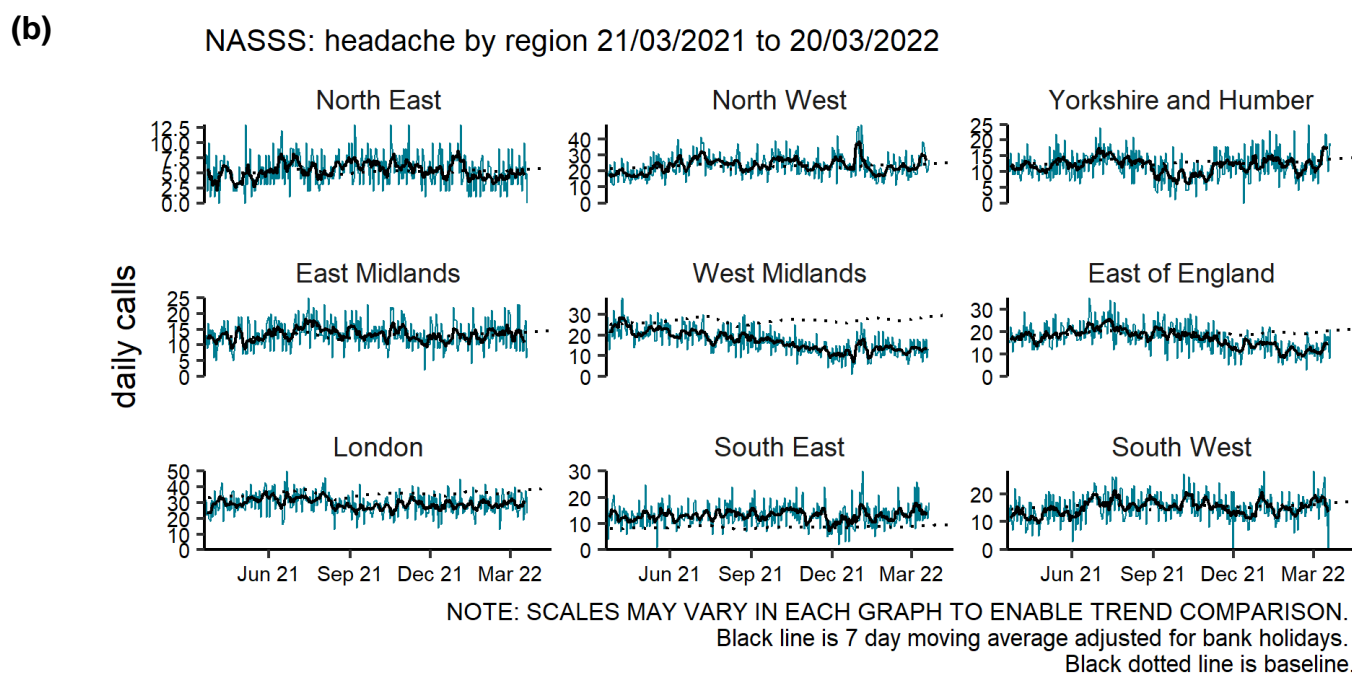 (b)
NASSS: headache by region 21/03/2021 to 20/03/2022
North East
North West
Yorkshire and Humber
12.5
10.0
7.5
5.0
2.5
0.0
40
30
20
10
0
25
20
15
10
5
0
daily calls
East Midlands
West Midlands
East of England
25
20
15
10
5
0
30
20
10
0
30
20
10
0
London
South East
South West
50
40
30
20
10
0
30
20
10
0
20
10
0
Jun 21 Sep 21 Dec 21 Mar 22
Jun 21 Sep 21 Dec 21 Mar 22
Jun 21 Sep 21 Dec 21 Mar 22
NOTE: SCALES MAY VARY IN EACH GRAPH TO ENABLE TREND COMPARISON.
Black line is 7 day moving average adjusted for bank holidays.
Black dotted line is baseline.